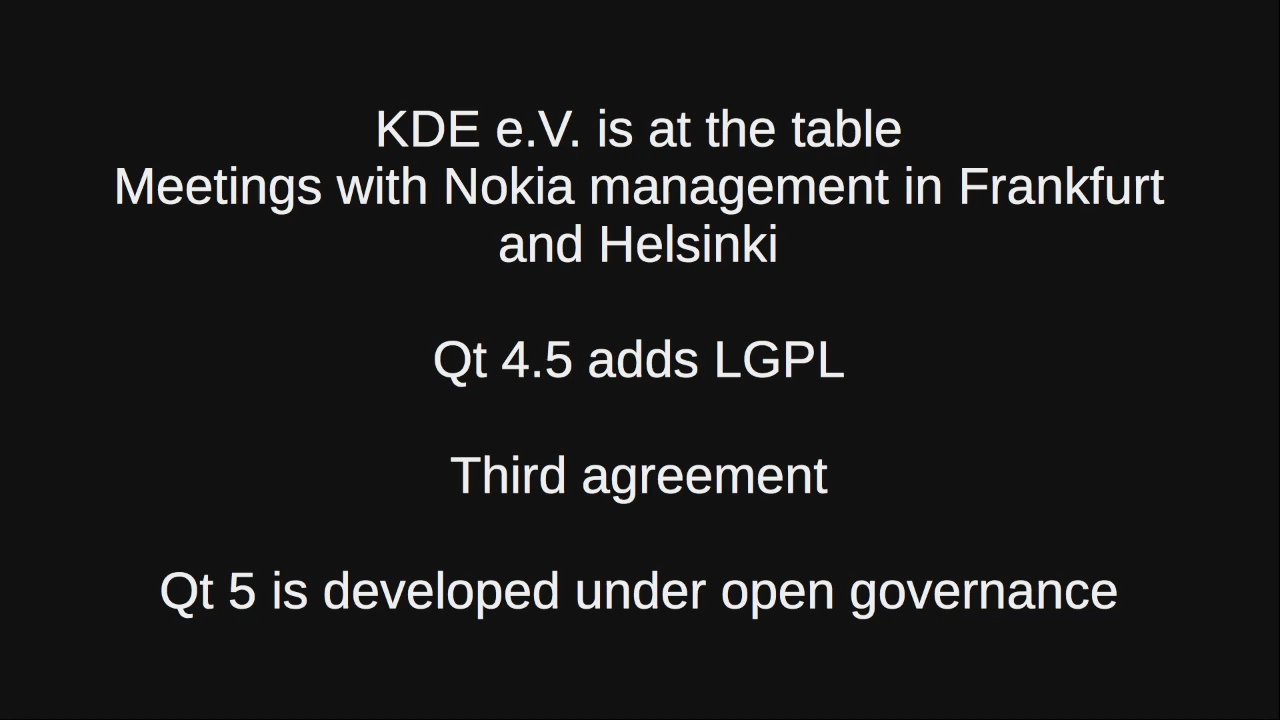 KDE e.V. is at the table
Meetings with Nokia management in Frankfurt
and Helsinki
Qt 4.5 adds LGPL
Third agreement
Qt 5 is developed under open governance